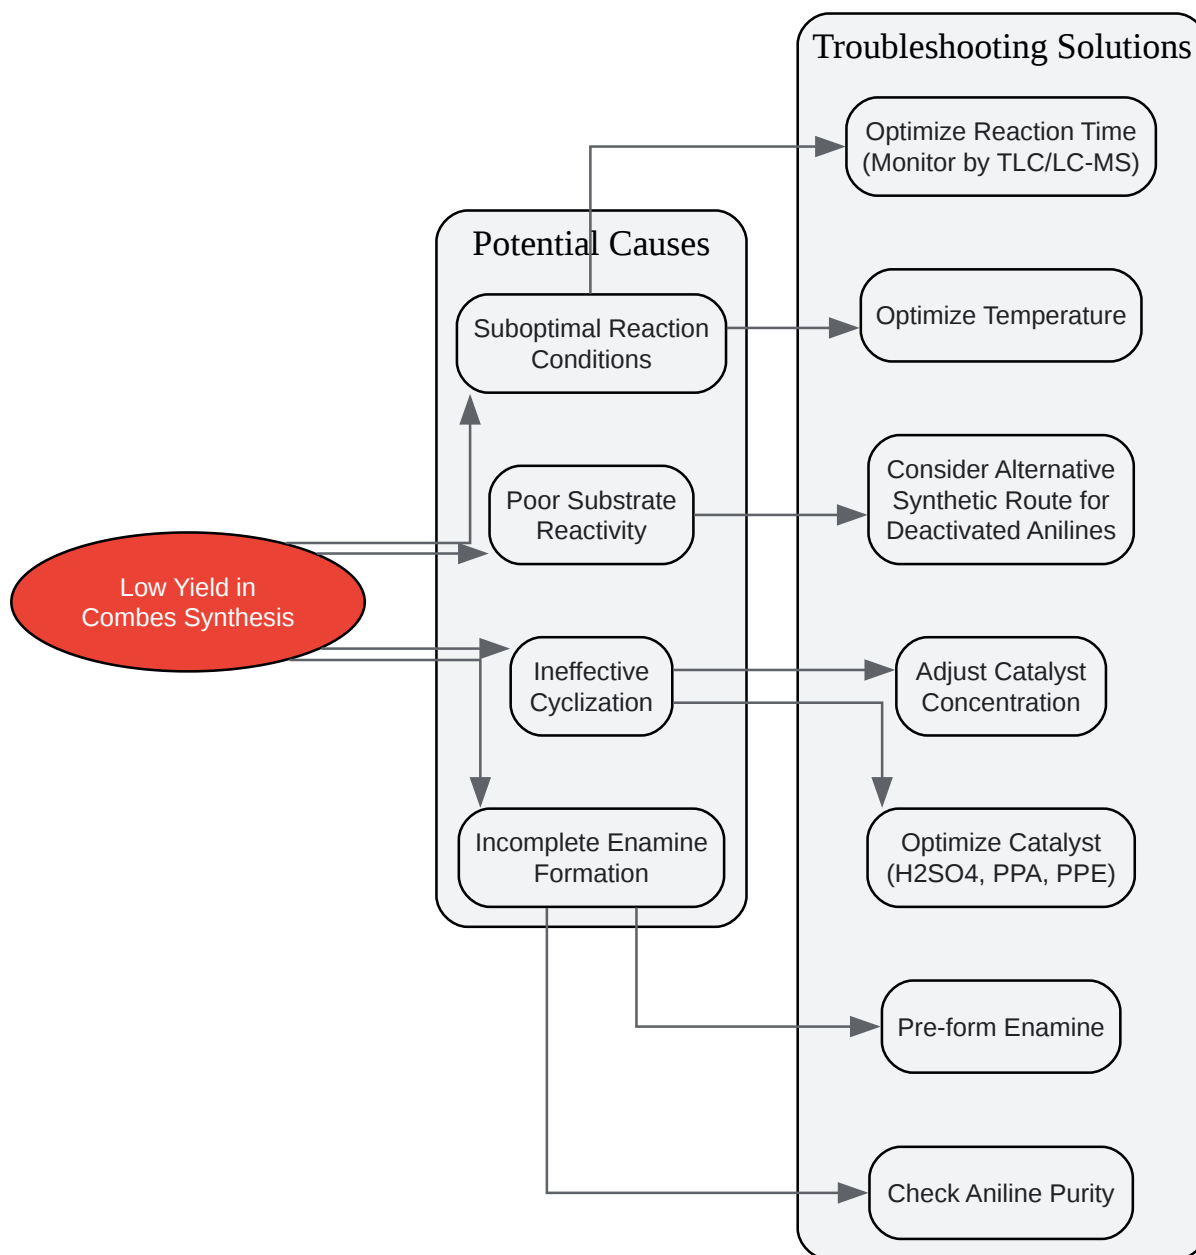 Troubleshooting Solutions
Optimize Reaction Time
(Monitor by TLC/LC-MS)
Potential Causes
Suboptimal Reaction
Conditions
Optimize Temperature
Poor Substrate
Reactivity
Consider Alternative
Synthetic Route for
Deactivated Anilines
Low Yield in
Combes Synthesis
Ineffective
Cyclization
Adjust Catalyst
Concentration
Incomplete Enamine
Formation
Optimize Catalyst
(H2SO4, PPA, PPE)
Pre-form Enamine
Check Aniline Purity